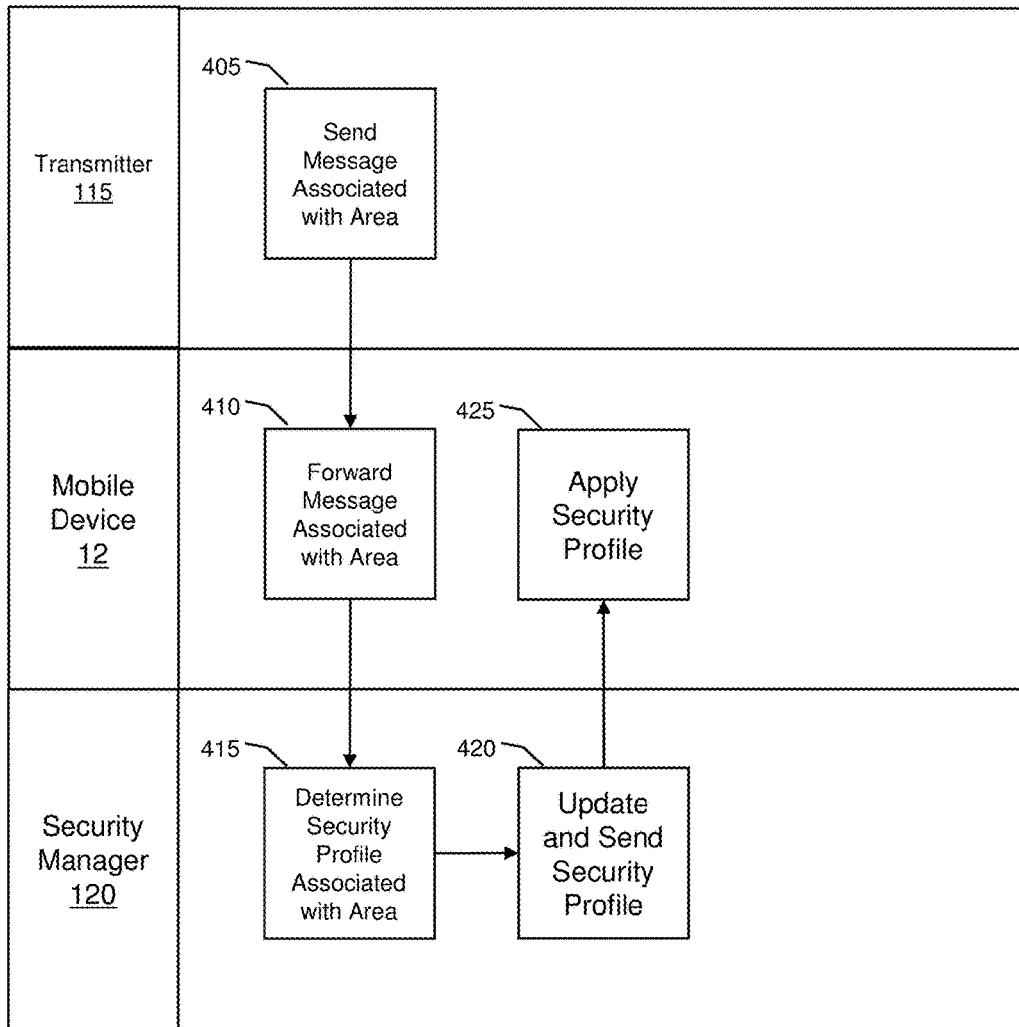 Transmitter
115
405
Send
Message
Associated
with Area
Mobile
Device
12
410
Forward
Message
Associated
with Area
425
Apply
Security
Profile
Security
Manager
120
415
Determine
Security
Profile
Associated
with Area
420
Update
and Send
Security
Profile